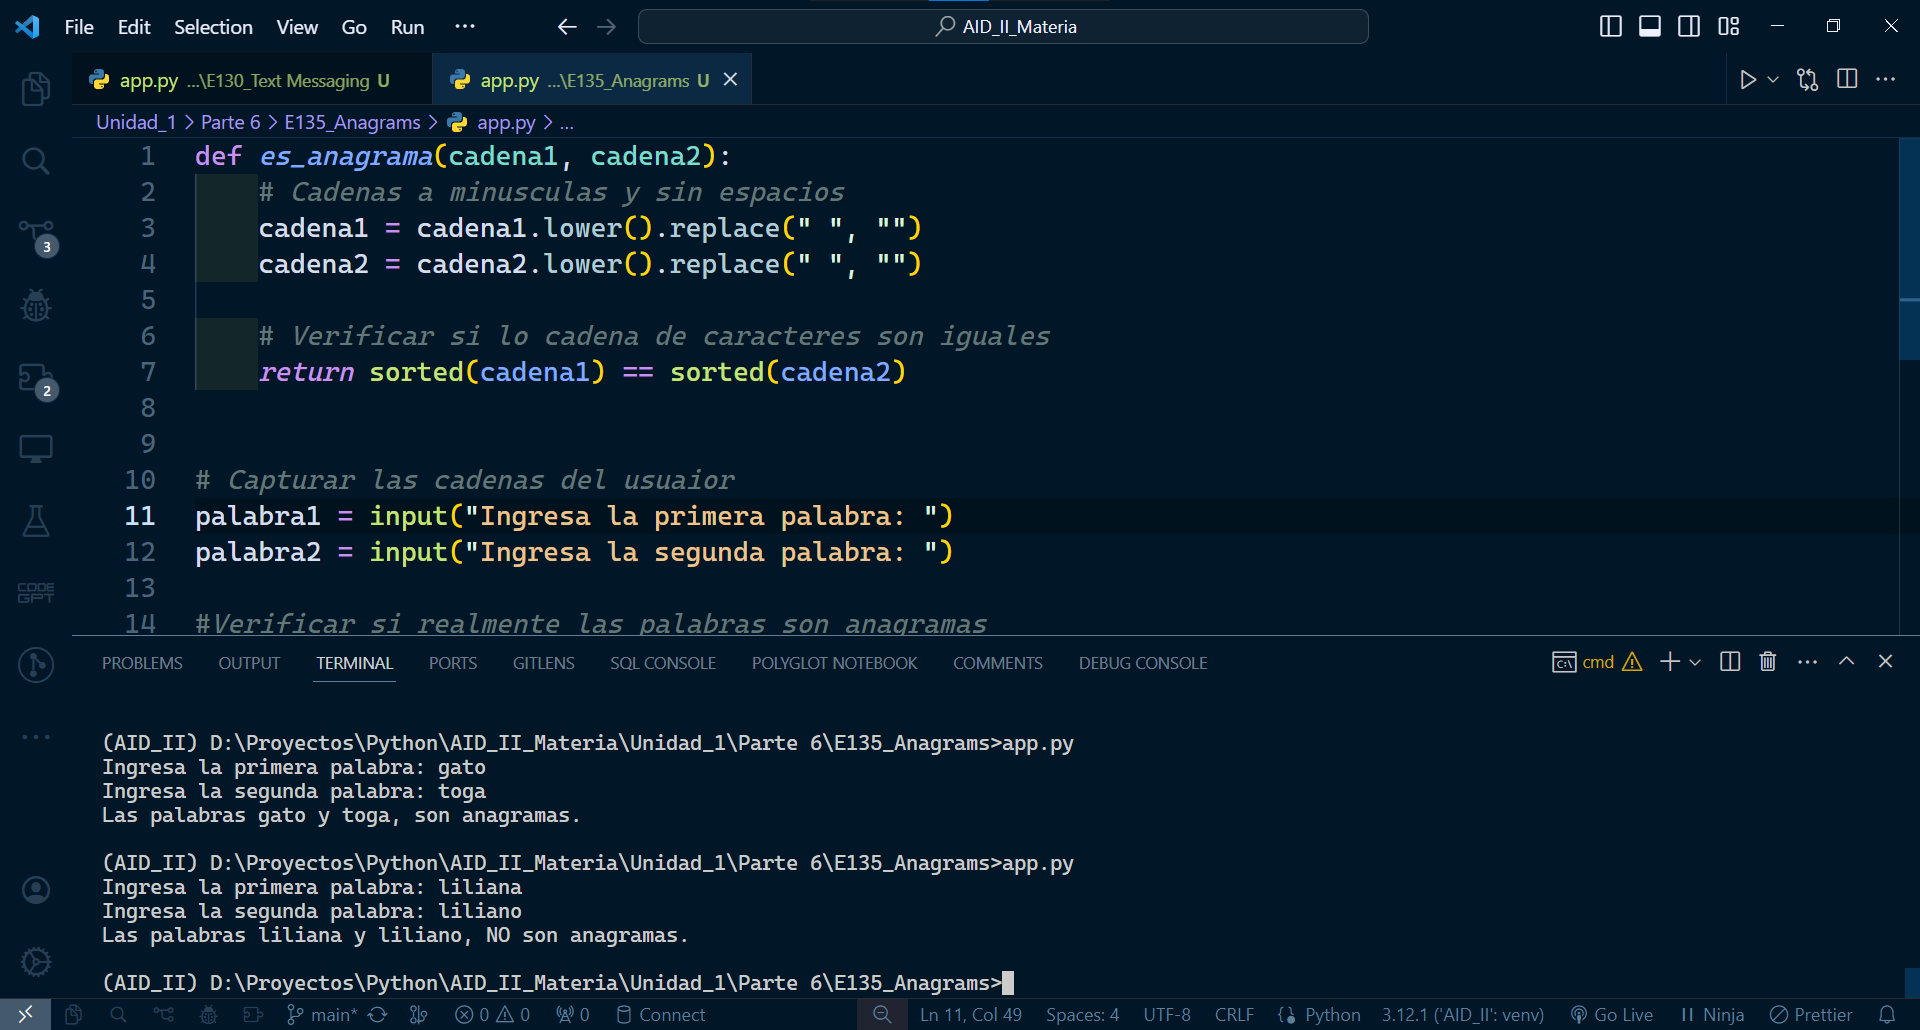 File Edit Selection View Go Run ··· AID_II_Materia
app.py ...\E130_Text Messaging U app.py ...\E135_Anagrams U
Unidad_1 > Parte 6 > E135_Anagrams > app.py > ...
1 def es_anagrama(cadena1, cadena2):
2 # Cadenas a minusculas y sin espacios
3 cadena1 = cadena1.lower().replace(" ", "")
4 cadena2 = cadena2.lower().replace(" ", "")
5
6 # Verificar si lo cadena de caracteres son iguales
7 return sorted(cadena1) == sorted(cadena2)
8
9
10 # Capturar las cadenas del usuaior
11 palabra1 = input("Ingresa la primera palabra: ")
12 palabra2 = input("Ingresa la segunda palabra: ")
13
14 #Verificar si realmente las palabras son anagramas
3
2
CODE
GPT
PROBLEMS OUTPUT TERMINAL PORTS GITLENS SQL CONSOLE POLYGLOT NOTEBOOK COMMENTS DEBUG CONSOLE cmd
(AID_II) D:\Proyectos\Python\AID_II_Materia\Unidad_1\Parte 6\E135_Anagrams>app.py
Ingresa la primera palabra: gato
Ingresa la segunda palabra: toga
Las palabras gato y toga, son anagramas.
(AID_II) D:\Proyectos\Python\AID_II_Materia\Unidad_1\Parte 6\E135_Anagrams>app.py
Ingresa la primera palabra: liliana
Ingresa la segunda palabra: liliano
Las palabras liliana y liliano, NO son anagramas.
(AID_II) D:\Proyectos\Python\AID_II_Materia\Unidad_1\Parte 6\E135_Anagrams>
main* 0 0 0 Connect Ln 11, Col 49 Spaces: 4 UTF-8 CRLF Python 3.12.1 ('AID_II': venv) Go Live Ninja Prettier